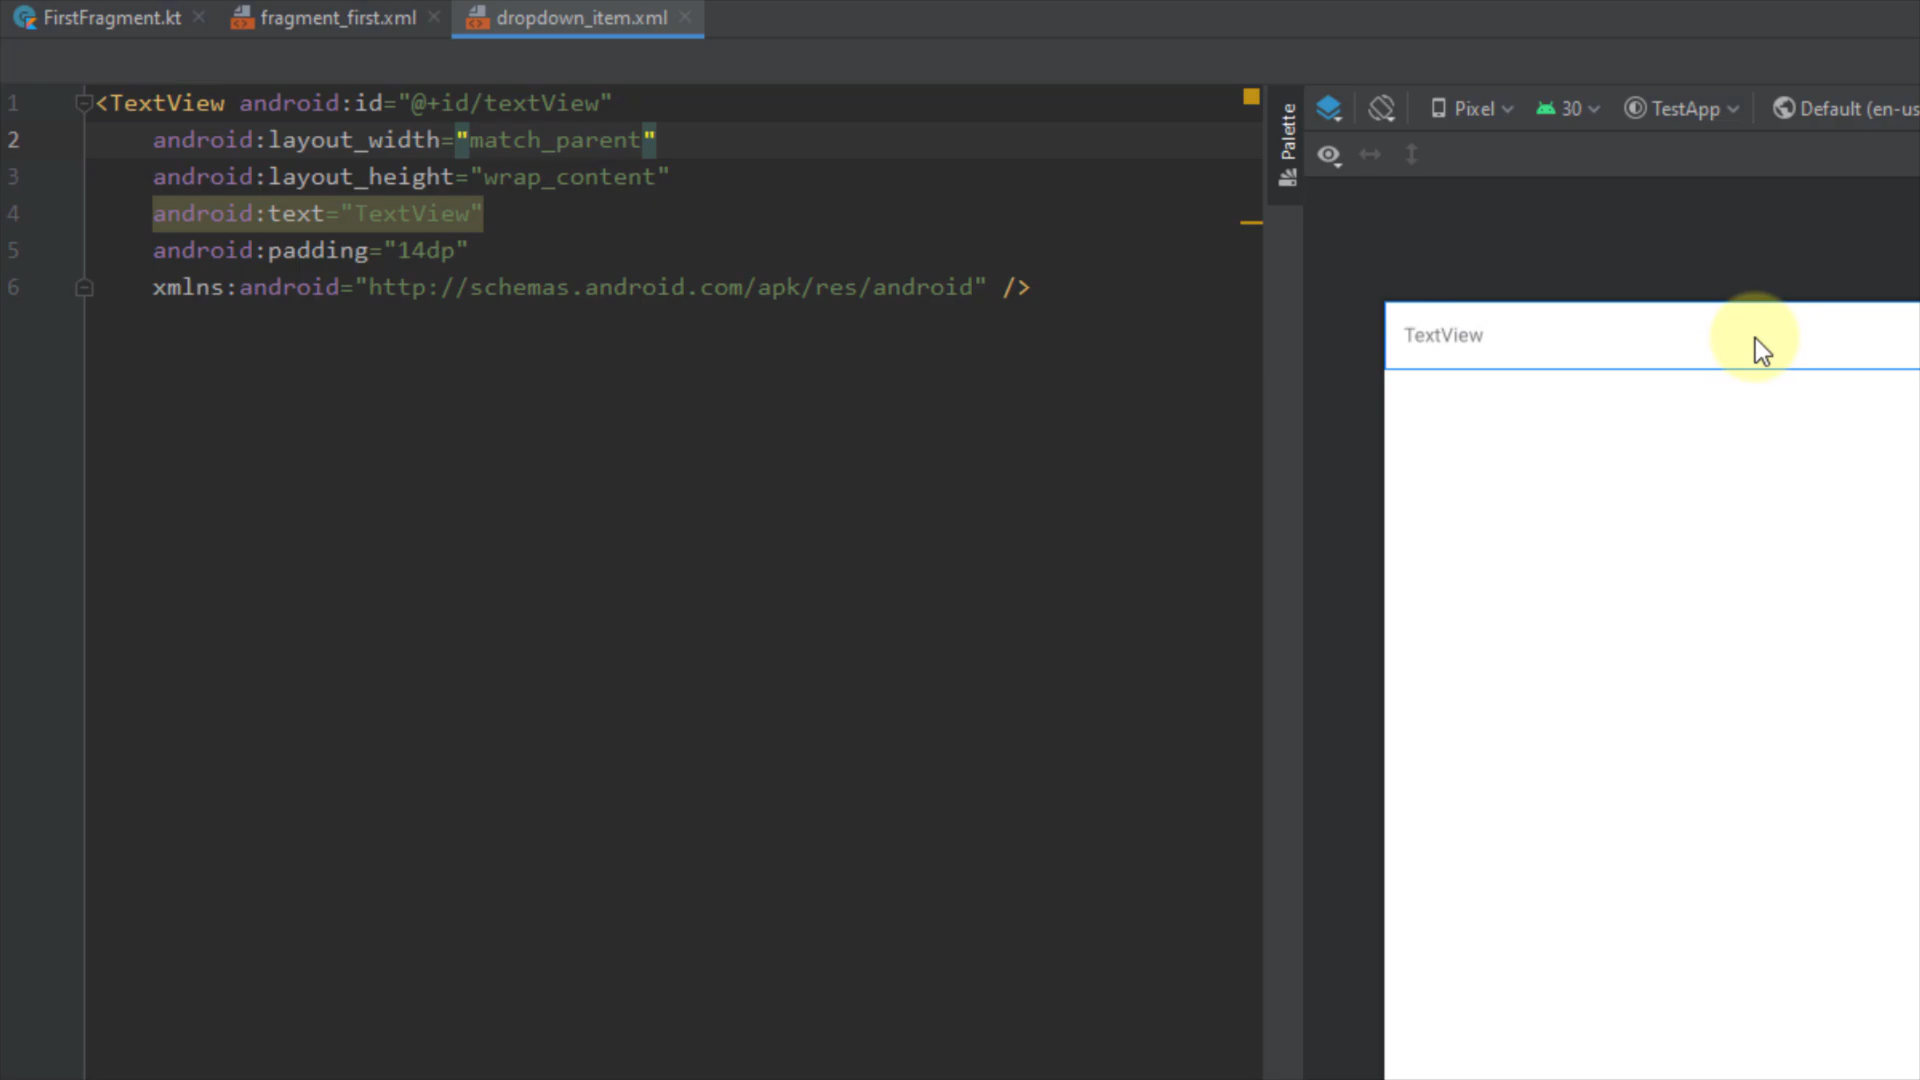 FirstFragment.kt fragment_first.xml dropdown_item.xml
1 <TextView android:id="@+id/textView"
2 android:layout_width="match_parent"
3 android:layout_height="wrap_content"
4 android:text="TextView"
5 android:padding="14dp"
6 xmlns:android="http://schemas.android.com/apk/res/android" />
Palette
Pixel 30 TestApp Default (en-us
TextView